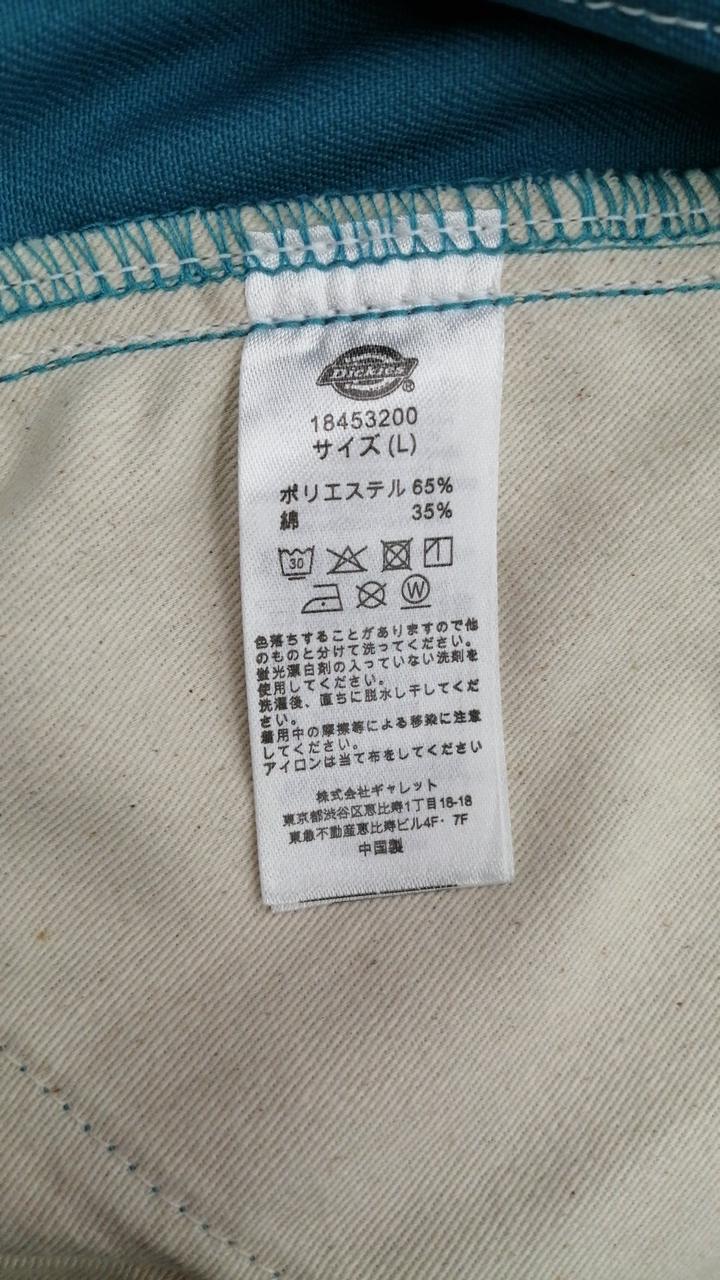 Dickies®
18453200
サイズ (L)
ポリエステル 65%
綿 35%
30
W
色落ちすることがありますので他
のものと分けて洗ってください。
蛍光漂白剤の入っていない洗剤を
使用してください。
洗濯後、直ちに脱水し干してくだ
さい。
着用中の摩擦等による移染に注意
してください。
アイロンは当て布をしてください
株式会社ギャレット
東京都渋谷区恵比寿1丁目18-18
東急不動産恵比寿ビル4F・7F
中国製